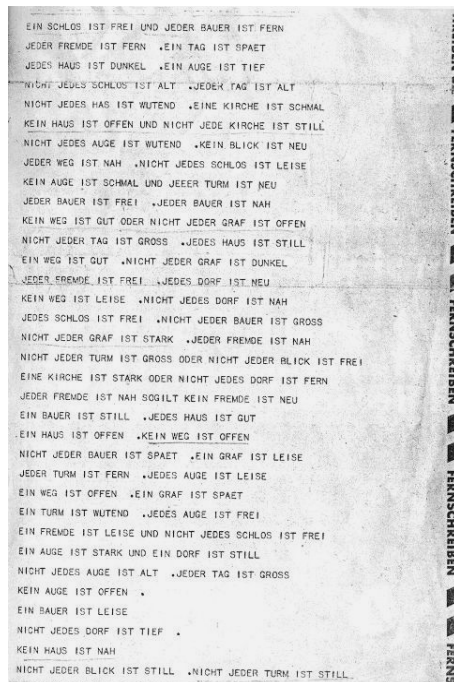 EIN SCHLOS IST FREI UND JEDER BAUER IST FERN
JEDER FREMDE IST FERN .EIN TAG IST SPAET
JEDES HAUS IST DUNKEL .EIN AUGE IST TIEF
NICHT JEDES SCHLOS IST ALT .JEDER TAG IST ALT
NICHT JEDES HAS IST WUTEND .EINE KIRCHE IST SCHMAL
KEIN HAUS IST OFFEN UND NICHT JEDE KIRCHE IST STILL
NICHT JEDES AUGE IST WUTEND .KEIN BLICK IST NEU
JEDER WEG IST NAH .NICHT JEDES SCHLOS IST LEISE
KEIN AUGE IST SCHMAL UND JEEER TURM IST NEU
JEDER BAUER IST FREI .JEDER BAUER IST NAH
KEIN WEG IST GUT ODER NICHT JEDER GRAF IST OFFEN
NICHT JEDER TAG IST GROSS .JEDES HAUS IST STILL
EIN WEG IST GUT .NICHT JEDER GRAF IST DUNKEL
JEDER FREMDE IST FREI .JEDES DORF IST NEU
KEIN WEG IST LEISE .NICHT JEDES DORF IST NAH
JEDES SCHLOS IST FREI .NICHT JEDER BAUER IST GROSS
NICHT JEDER GRAF IST STARK .JEDER FREMDE IST NAH
NICHT JEDER TURM IST GROSS ODER NICHT JEDER BLICK IST FREI
EINE KIRCHE IST STARK ODER NICHT JEDES DORF IST FERN
JEDER FREMDE IST NAH SOGILT KEIN FREMDE IST NEU
EIN BAUER IST STILL .JEDES HAUS IST GUT
EIN HAUS IST OFFEN .KEIN WEG IST OFFEN
NICHT JEDER BAUER IST SPAET .EIN GRAF IST LEISE
JEDER TURM IST FERN .JEDES AUGE IST LEISE
EIN WEG IST OFFEN .EIN GRAF IST SPAET
EIN TURM IST WUTEND .JEDES AUGE IST FREI
EIN FREMDE IST LEISE UND NICHT JEDES SCHLOS IST FREI
EIN AUGE IST STARK UND EIN DORF IST STILL
NICHT JEDES AUGE IST ALT .JEDER TAG IST GROSS
KEIN AUGE IST OFFEN .
EIN BAUER IST LEISE
NICHT JEDES DORF IST TIEF .
KEIN HAUS IST NAH
NICHT JEDER BLICK IST STILL .NICHT JEDER TURM IST STILL
FERNSCHREIBEN
FERNSCHREIBEN
FERNSCHREIBEN